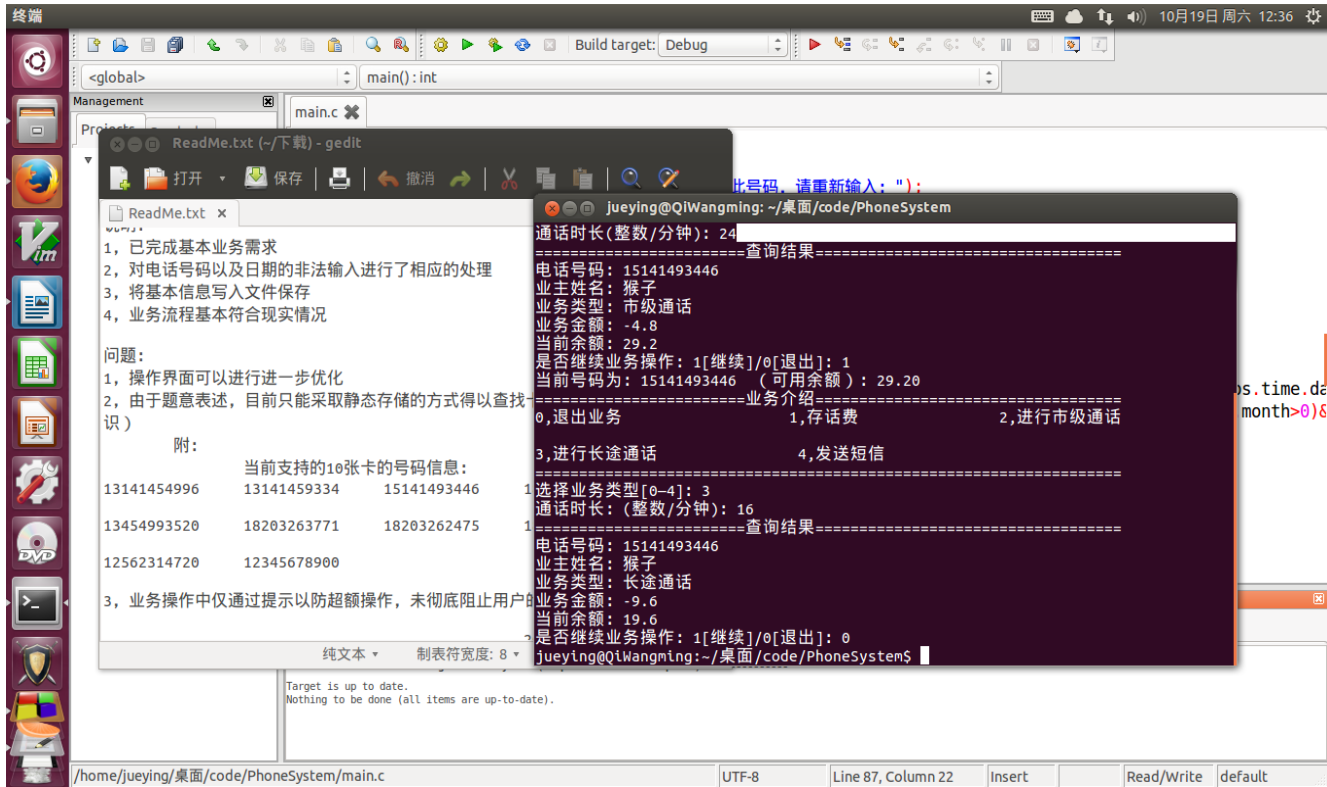 终端
10月19日 周六 12:36
Build target: Debug
<global>
main() : int
Management
main.c
ReadMe.txt (~/下载) - gedit
打开 保存 撤消
ReadMe.txt
1, 已完成基本业务需求
2, 对电话号码以及日期的非法输入进行了相应的处理
3, 将基本信息写入文件保存
4, 业务流程基本符合现实情况
问题:
1, 操作界面可以进行进一步优化
2, 由于题意表述, 目前只能采取静态存储的方式得以查找
识 )
附:
当前支持的10张卡的号码信息:
13141454996 13141459334 15141493446 1
13454993520 18203263771 18203262475 1
12562314720 12345678900
3, 业务操作中仅通过提示以防超额操作, 未彻底阻止用户的
纯文本 制表符宽度: 8
此号码, 请重新输入: ");
bs.time.da
month>0)&
jueying@QiWangming: ~/桌面/code/PhoneSystem
通话时长(整数/分钟): 24
========================查询结果===================================
电话号码: 15141493446
业主姓名: 猴子
业务类型: 市级通话
业务金额: -4.8
当前余额: 29.2
是否继续业务操作: 1[继续]/0[退出]: 1
当前号码为: 15141493446 ( 可用余额 ): 29.20
========================业务介绍===================================
0,退出业务 1,存话费 2,进行市级通话
3,进行长途通话 4,发送短信
===================================================================
选择业务类型[0—4]: 3
通话时长: (整数/分钟): 16
========================查询结果===================================
电话号码: 15141493446
业主姓名: 猴子
业务类型: 长途通话
业务金额: -9.6
当前余额: 19.6
是否继续业务操作: 1[继续]/0[退出]: 0
jueying@QiWangming:~/桌面/code/PhoneSystem$
Target is up to date.
Nothing to be done (all items are up-to-date).
/home/jueying/桌面/code/PhoneSystem/main.c UTF-8 Line 87, Column 22 Insert Read/Write default